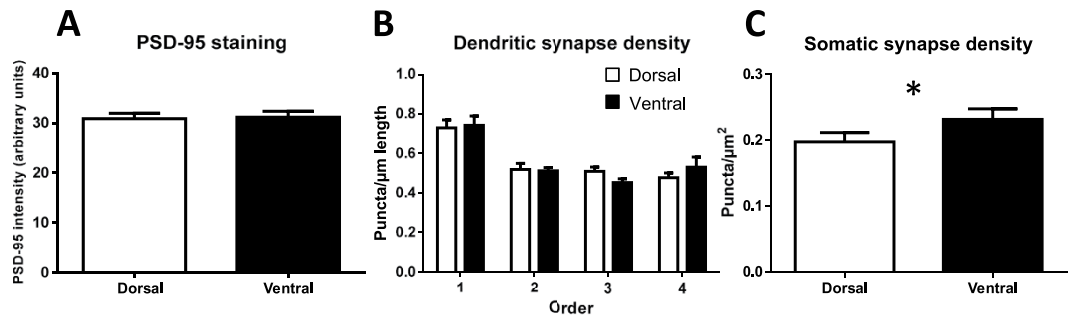 A
PSD-95 staining
PSD-95 intensity (arbitrary units)
40
30
20
10
0
Dorsal Ventral
B
Dendritic synapse density
Dorsal
Ventral
Puncta/μm length
1.0
0.8
0.6
0.4
0.2
0.0
1 2 3 4
Order
C
Somatic synapse density
*
Puncta/μm²
0.3
0.2
0.1
0.0
Dorsal Ventral